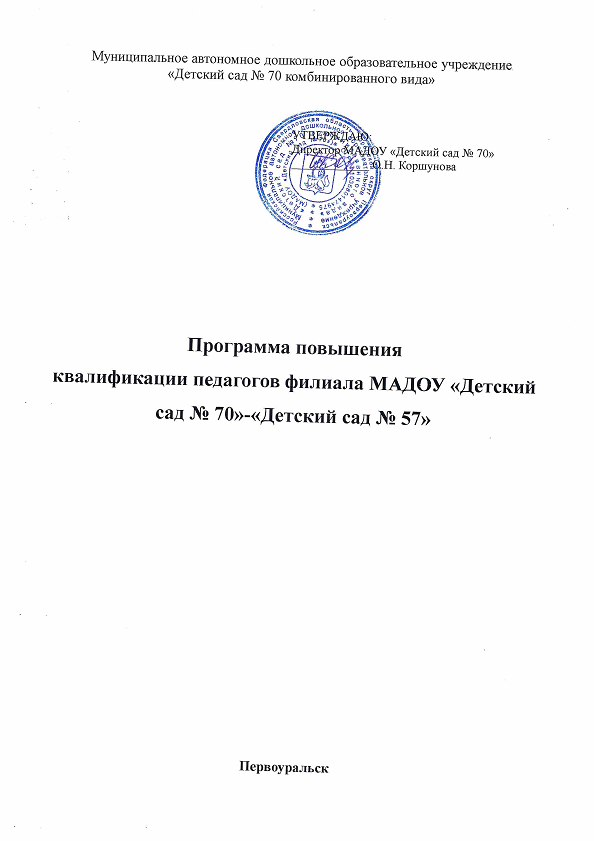 Муниципальное автономное дошкольное образовательное учреждение
«Детский сад № 70 комбинированного вида»
УТВЕРЖДАЮ:
Директор МАДОУ «Детский сад № 70»
О.Н. Коршунова
Программа повышения
квалификации педагогов филиала МАДОУ «Детский
сад № 70»-«Детский сад № 57»
Первоуральск